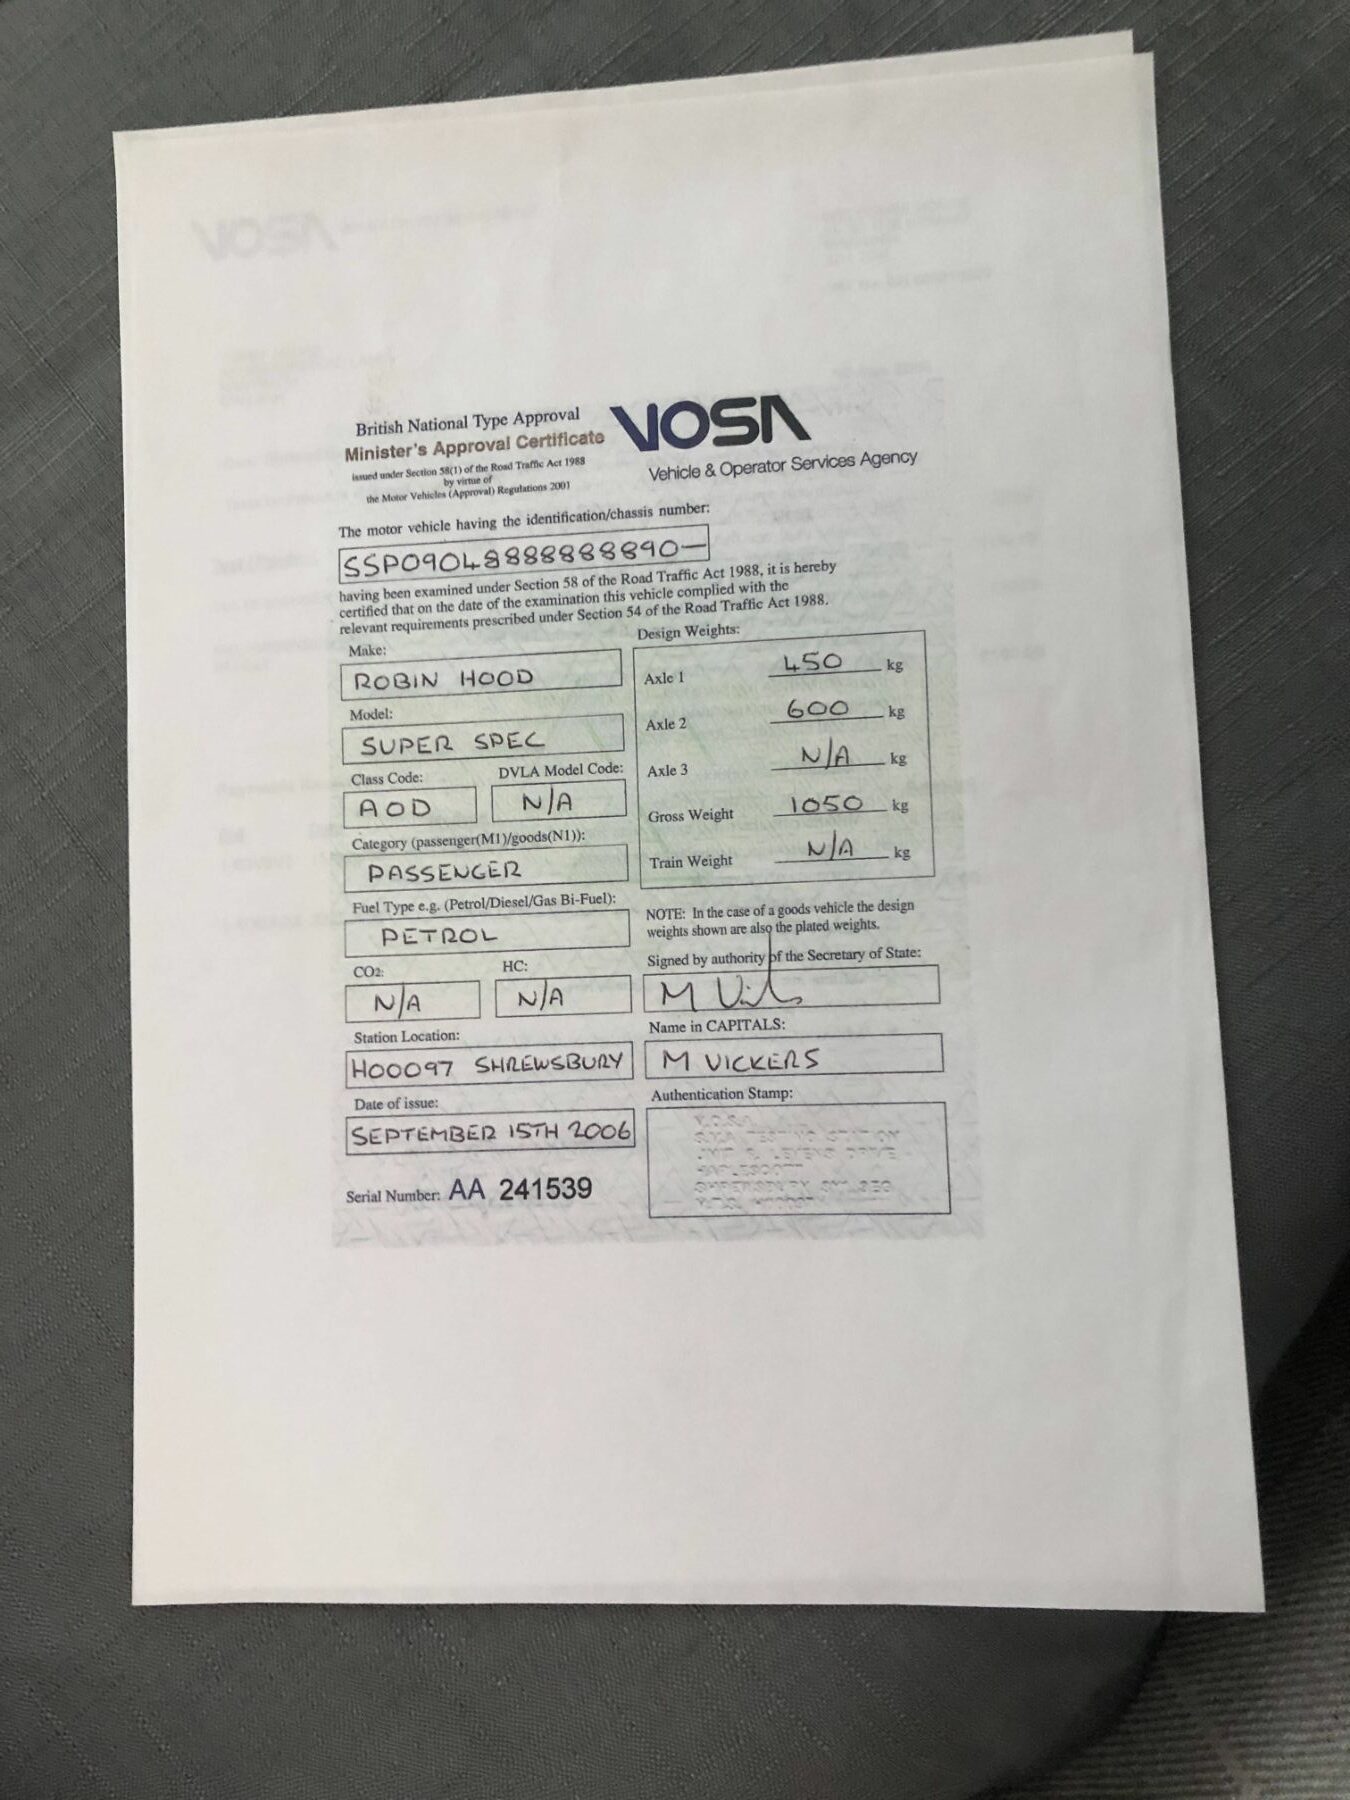 British National Type Approval
Minister's Approval Certificate
issued under Section 58(1) of the Road Traffic Act 1988
by virtue of
the Motor Vehicles (Approval) Regulations 2001
VOSA
Vehicle & Operator Services Agency
The motor vehicle having the identification/chassis number:
SSP090L8888888890-
having been examined under Section 58 of the Road Traffic Act 1988, it is hereby
certified that on the date of the examination this vehicle complied with the
relevant requirements prescribed under Section 54 of the Road Traffic Act 1988.
Make:
ROBIN HOOD
Model:
SUPER SPEC
Class Code:
AOD
DVLA Model Code:
N/A
Category (passenger(M1)/goods(N1)):
PASSENGER
Fuel Type e.g. (Petrol/Diesel/Gas Bi-Fuel):
PETROL
CO2:
N/A
HC:
N/A
Station Location:
H00097 SHREWSBURY
Date of issue:
SEPTEMBER 15TH 2006
Serial Number: AA 241539
Design Weights:
Axle 1 450 kg
Axle 2 600 kg
Axle 3 N/A kg
Gross Weight 1050 kg
Train Weight N/A kg
NOTE: In the case of a goods vehicle the design
weights shown are also the plated weights.
Signed by authority of the Secretary of State:
M Vickers
Name in CAPITALS:
M VICKERS
Authentication Stamp:
V.O.S.A
TESTING STATION
DRIVE
SHREWSBURY